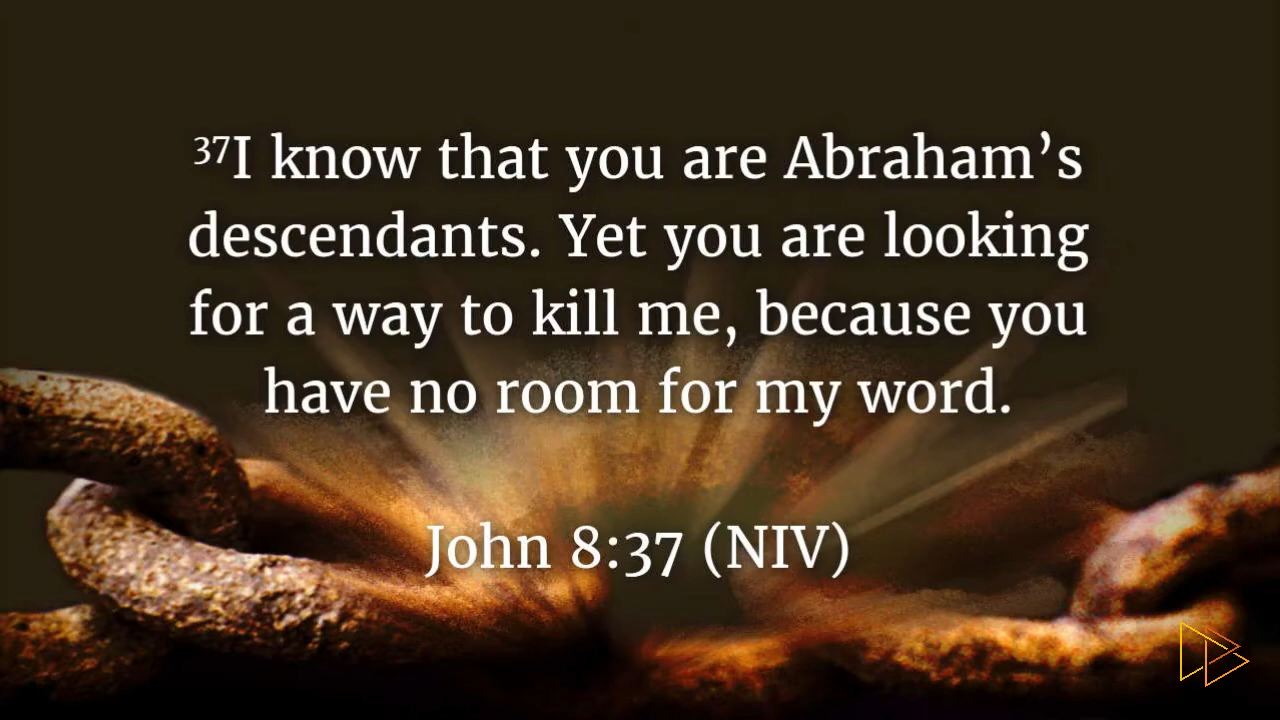 ³⁷I know that you are Abraham’s
descendants. Yet you are looking
for a way to kill me, because you
have no room for my word.
John 8:37 (NIV)